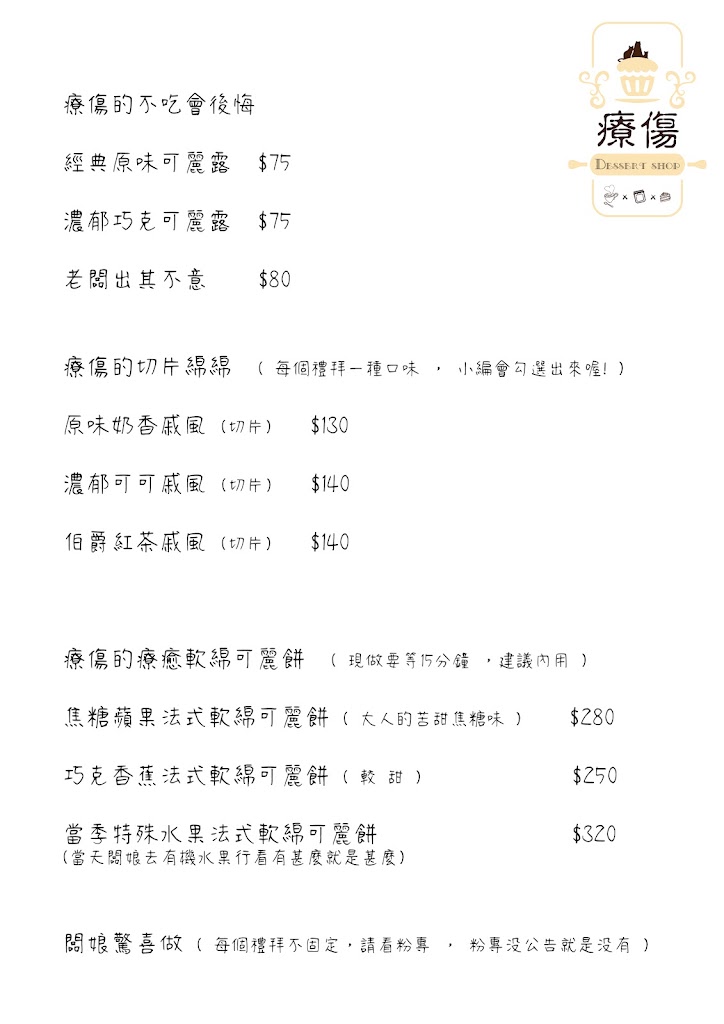 療傷
DESSERT SHOP
療傷的不吃會後悔
經典原味可麗露 $75
濃郁巧克可麗露 $75
老闆出其不意 $80
療傷的切片綿綿 ( 每個禮拜一種口味 , 小編會勾選出來喔! )
原味奶香戚風 (切片) $130
濃郁可可戚風 (切片) $140
伯爵紅茶戚風 (切片) $140
療傷的療癒軟綿可麗餅 ( 現做要等15分鐘 ,建議內用 )
焦糖蘋果法式軟綿可麗餅 ( 大人的苦甜焦糖味 ) $280
巧克香蕉法式軟綿可麗餅 ( 較 甜 ) $250
當季特殊水果法式軟綿可麗餅 $320
(當天闆娘去有機水果行看有甚麼就是甚麼)
闆娘驚喜做 ( 每個禮拜不固定,請看粉專 , 粉專沒公告就是沒有 )